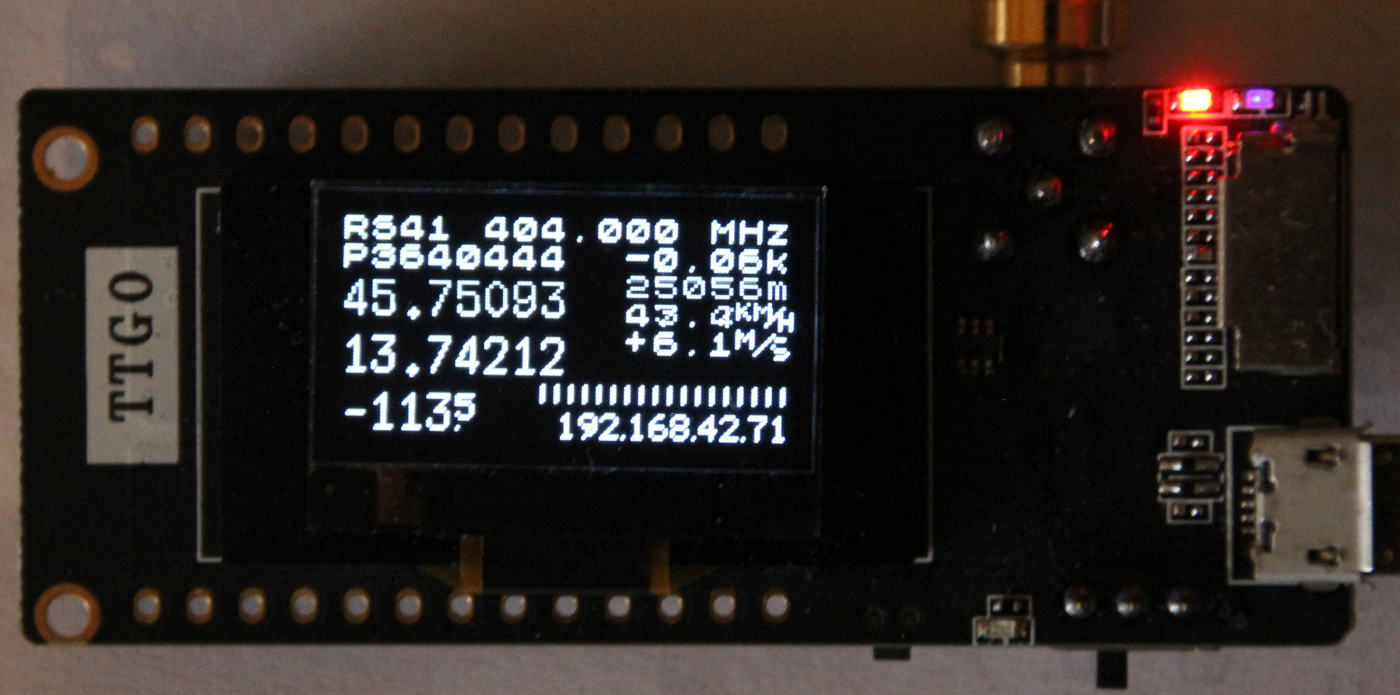 TTGO
RS41 404.000 MHz
P3640444 -0.06k
45.75093 25056m
43.4KM/H
13.74212 +6.1M/S
-113.5
192.168.42.71